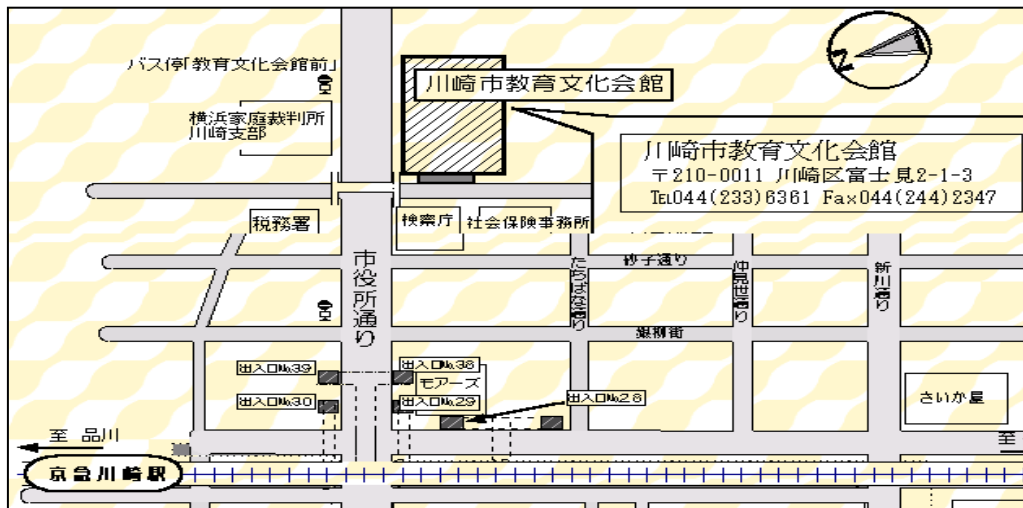 バス停「教育文化会館前」
川崎市教育文化会館
横浜家庭裁判所
川崎支部
川崎市教育文化会館
〒210-0011 川崎区富士見2-1-3
TEL044(233)6361 Fax044(244)2347
N
税務署
検察庁
社会保険事務所
市役所通り
砂子通り
たちばな通り
仲見世通り
新川通り
銀柳街
出入口No.39
出入口No.38
モアーズ
出入口No.30
出入口No.29
出入口No.28
さいか屋
至 品川
至
京急川崎駅